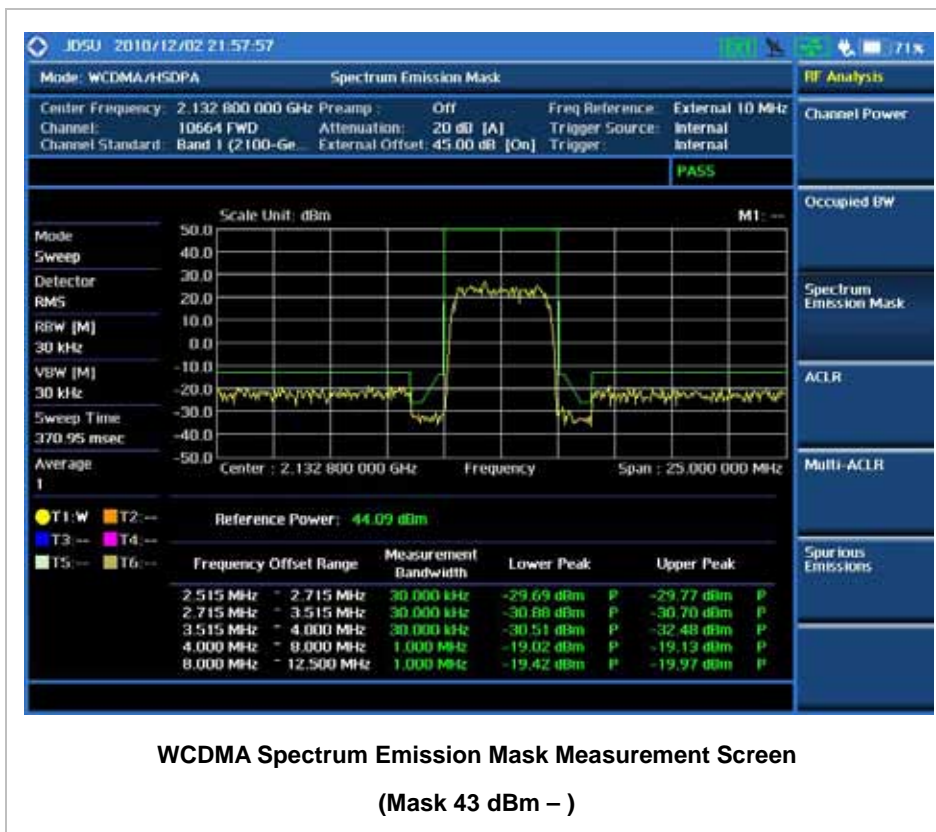 JDSU 2010/12/02 21:57:57
71%
Mode: WCDMA/HSDPA Spectrum Emission Mask
RF Analysis
Center Frequency: 2.132 800 000 GHz Preamp : Off Freq Reference: External 10 MHz
Channel: 10664 FWD Attenuation: 20 dB [A] Trigger Source: Internal
Channel Standard: Band 1 (2100-Ge... External Offset: 45.00 dB [On] Trigger: Internal
PASS
Channel Power
Occupied BW
Spectrum
Emission Mask
ACLR
Multi-ACLR
Spurious
Emissions
Scale Unit: dBm M1: --
Mode
Sweep
Detector
RMS
RBW [M]
30 kHz
VBW [M]
30 kHz
Sweep Time
370.95 msec
Average
1
T1:W T2:--
T3:-- T4:--
T5:-- T6:--
50.0
40.0
30.0
20.0
10.0
0.0
-10.0
-20.0
-30.0
-40.0
-50.0
Center : 2.132 800 000 GHz Frequency Span : 25.000 000 MHz
Reference Power: 44.09 dBm
Frequency Offset Range Measurement Bandwidth Lower Peak Upper Peak
2.515 MHz ~ 2.715 MHz 30.000 kHz -29.69 dBm P -29.77 dBm P
2.715 MHz ~ 3.515 MHz 30.000 kHz -30.88 dBm P -30.70 dBm P
3.515 MHz ~ 4.000 MHz 30.000 kHz -30.51 dBm P -32.48 dBm P
4.000 MHz ~ 8.000 MHz 1.000 MHz -19.02 dBm P -19.13 dBm P
8.000 MHz ~ 12.500 MHz 1.000 MHz -19.42 dBm P -19.97 dBm P
WCDMA Spectrum Emission Mask Measurement Screen
(Mask 43 dBm – )